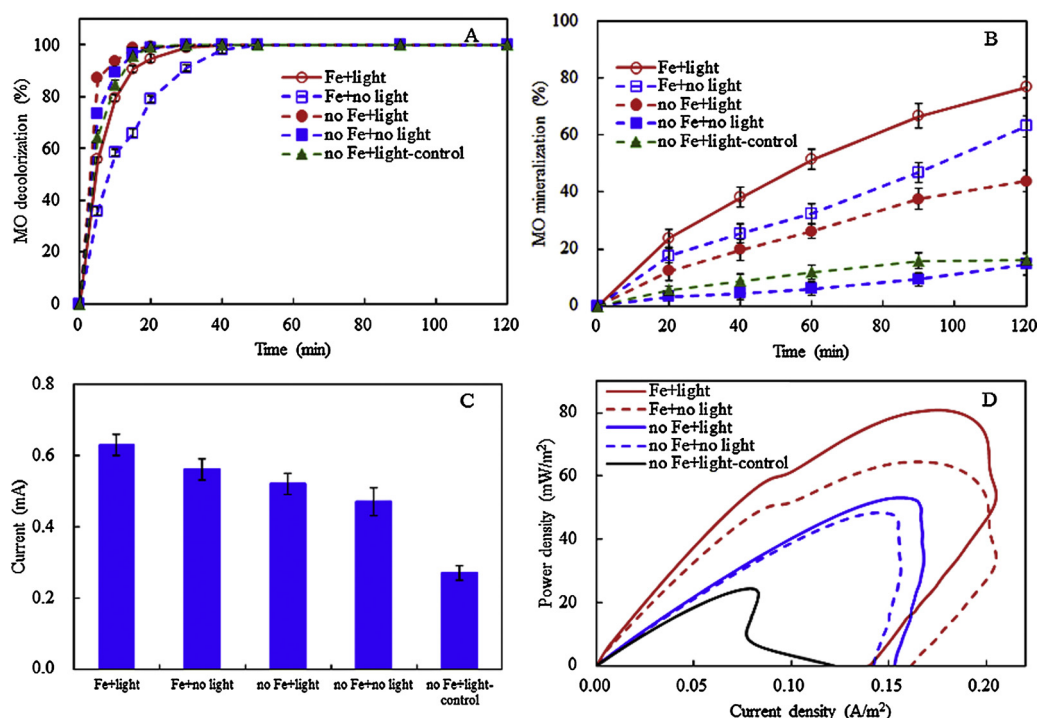 A
100
80
60
40
20
0
MO decolorization (%)
Fe+light
Fe+no light
no Fe+light
no Fe+no light
no Fe+light-control
0 20 40 60 80 100 120
Time (min)
B
100
80
60
40
20
0
MO mineralization (%)
Fe+light
Fe+no light
no Fe+light
no Fe+no light
no Fe+light-control
0 20 40 60 80 100 120
Time (min)
C
0.8
0.6
0.4
0.2
0.0
Current (mA)
Fe+light Fe+no light no Fe+light no Fe+no light no Fe+light-
control
D
80
60
40
20
0
Power density (mW/m²)
Fe+light
Fe+no light
no Fe+light
no Fe+no light
no Fe+light-control
0.00 0.05 0.10 0.15 0.20
Current density (A/m²)